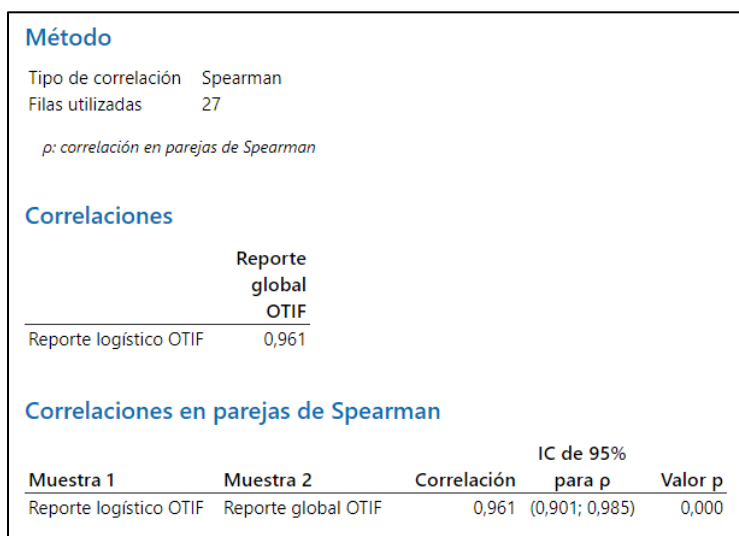 Método
Tipo de correlación Spearman
Filas utilizadas 27
ρ: correlación en parejas de Spearman
Correlaciones
Reporte
global
OTIF
Reporte logístico OTIF 0,961
Correlaciones en parejas de Spearman
IC de 95%
Muestra 1 Muestra 2 Correlación para ρ Valor p
Reporte logístico OTIF Reporte global OTIF 0,961 (0,901; 0,985) 0,000